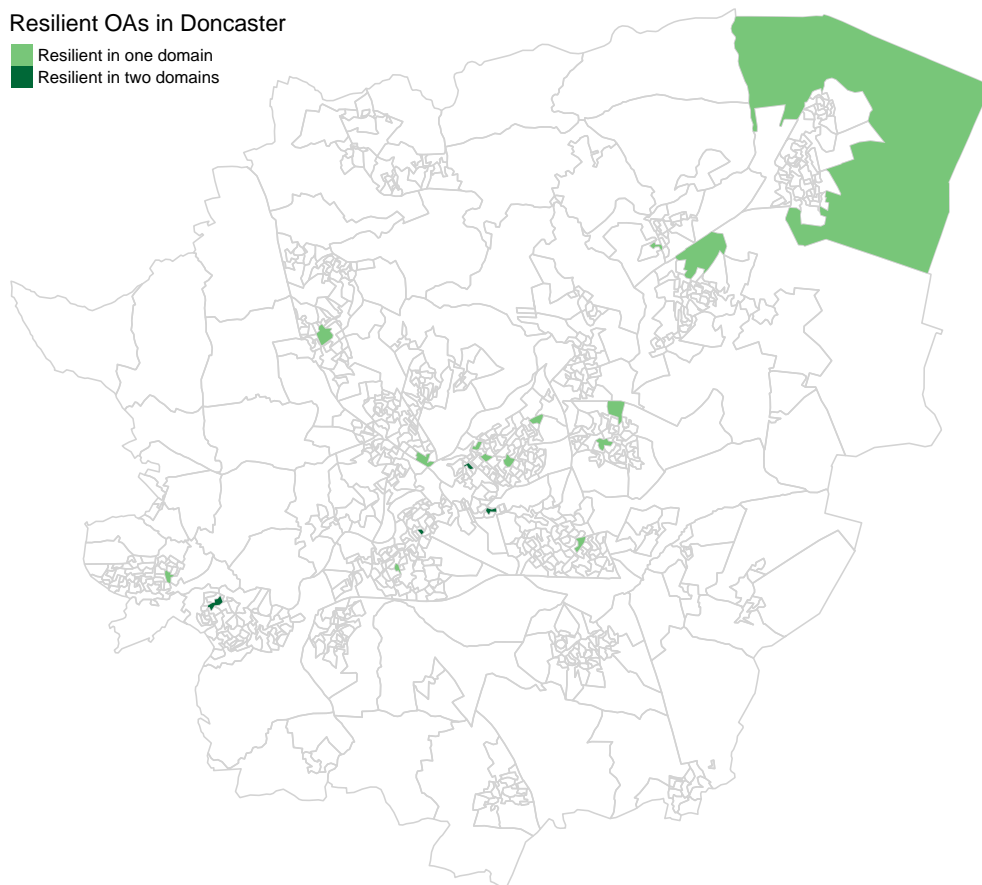 Resilient OAs in Doncaster
Resilient in one domain
Resilient in two domains